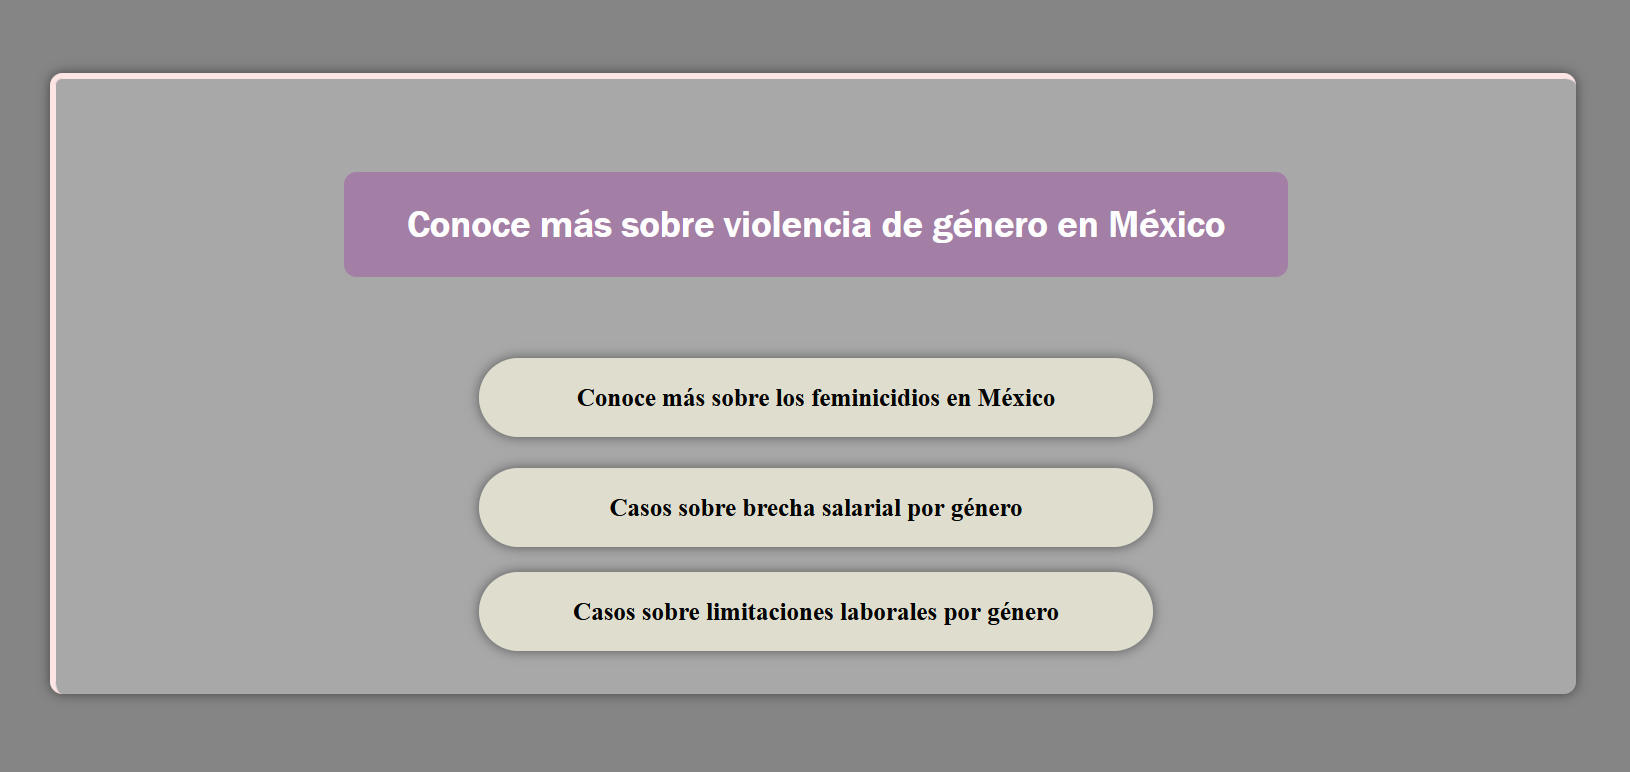 Conoce más sobre violencia de género en México
Conoce más sobre los feminicidios en México
Casos sobre brecha salarial por género
Casos sobre limitaciones laborales por género